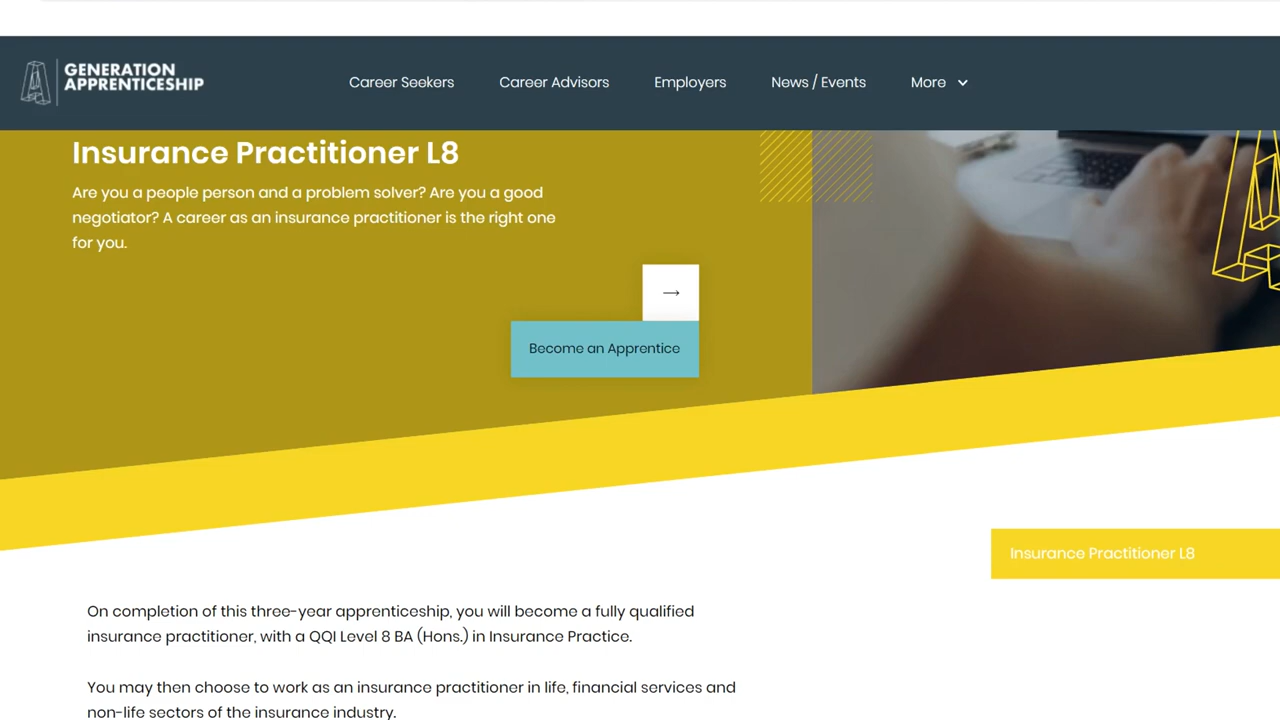 GENERATION
APPRENTICESHIP
Career Seekers
Career Advisors
Employers
News / Events
More
Insurance Practitioner L8
Are you a people person and a problem solver? Are you a good
negotiator? A career as an insurance practitioner is the right one
for you.
→
Become an Apprentice
Insurance Practitioner L8
On completion of this three-year apprenticeship, you will become a fully qualified
insurance practitioner, with a QQI Level 8 BA (Hons.) in Insurance Practice.
You may then choose to work as an insurance practitioner in life, financial services and
non-life sectors of the insurance industry.